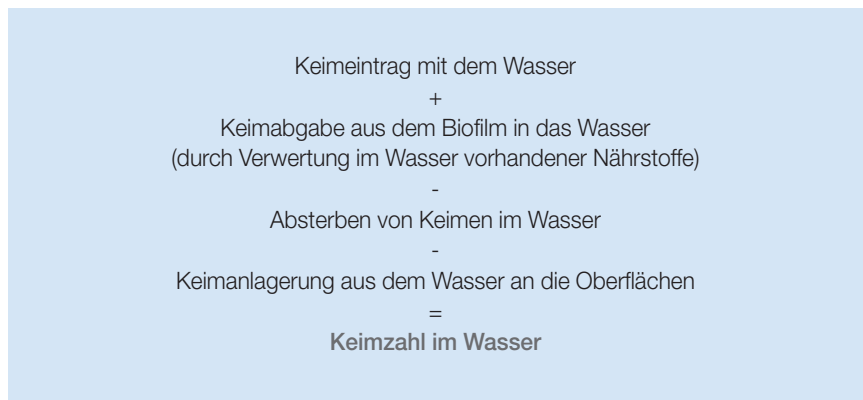 Keimeintrag mit dem Wasser
+
Keimabgabe aus dem Biofilm in das Wasser
(durch Verwertung im Wasser vorhandener Nährstoffe)
-
Absterben von Keimen im Wasser
-
Keimanlagerung aus dem Wasser an die Oberflächen
=
Keimzahl im Wasser